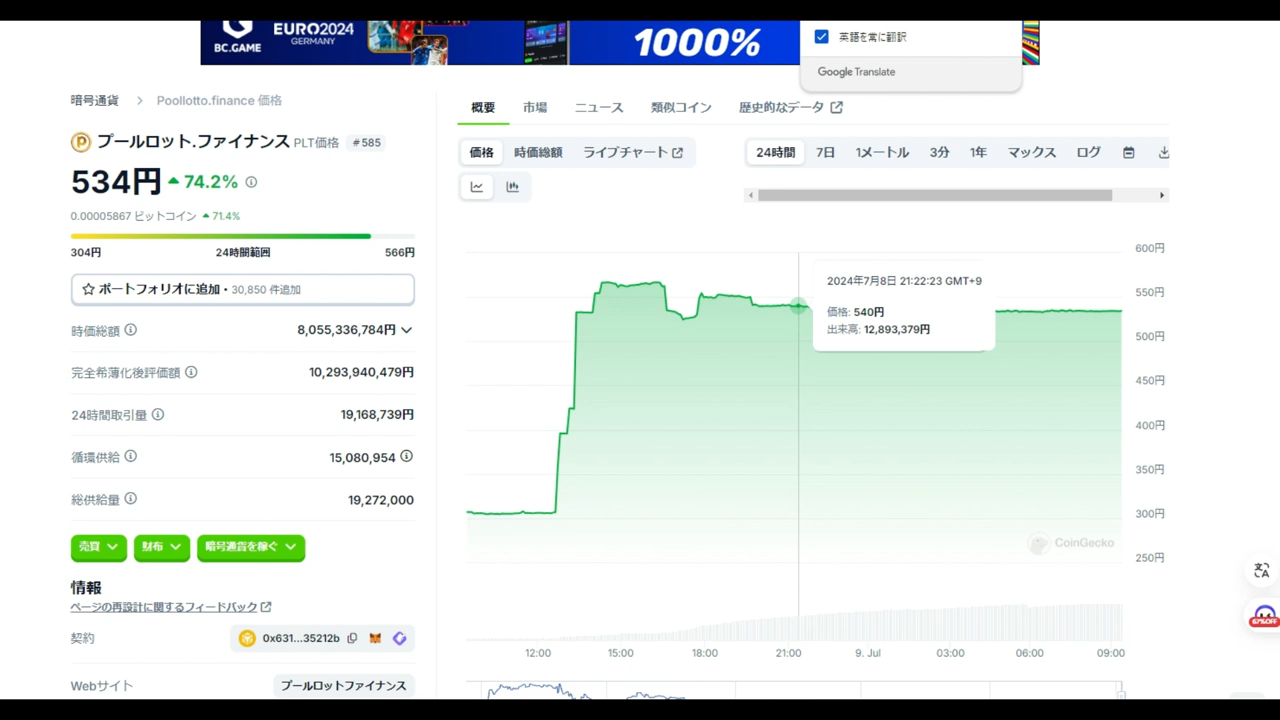 BC.GAME
EURO2024
GERMANY
1000%
英語を常に翻訳
Google Translate
暗号通貨 > Poollotto.finance 価格
プールロット.ファイナンス PLT価格 #585
534円 74.2%
0.00005867 ビットコイン 71.4%
304円 24時間範囲 566円
ポートフォリオに追加・30,850 件追加
時価総額 8,055,336,784円
完全希薄化後評価額 10,293,940,479円
24時間取引量 19,168,739円
循環供給 15,080,954
総供給量 19,272,000
売買 財布 暗号通貨を稼ぐ
情報
ページの再設計に関するフィードバック
契約 0x631...35212b
Webサイト プールロットファイナンス
概要 市場 ニュース 類似コイン 歴史的なデータ
価格 時価総額 ライブチャート
24時間 7日 1メートル 3分 1年 マックス ログ
600円
550円
500円
450円
400円
350円
300円
250円
2024年7月8日 21:22:23 GMT+9
価格: 540円
出来高: 12,893,379円
CoinGecko
12:00 15:00 18:00 21:00 9. Jul 03:00 06:00 09:00
67%OFF